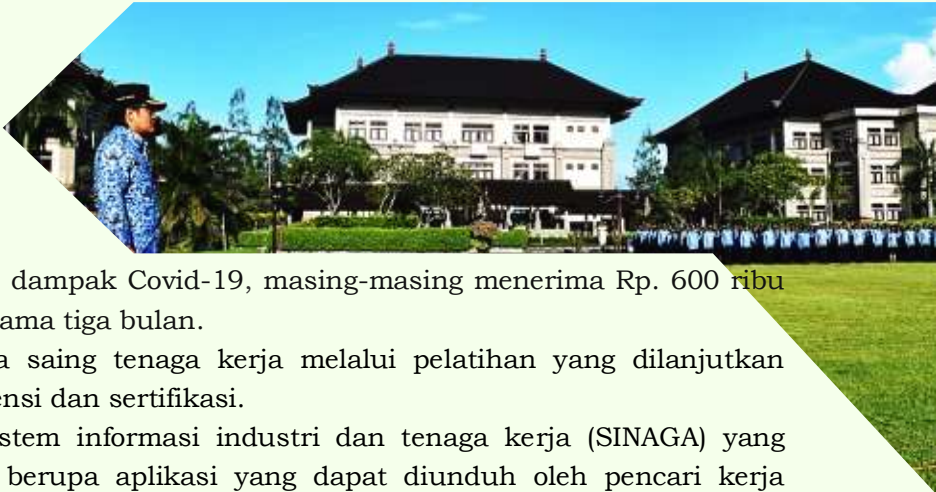 dampak Covid-19, masing-masing menerima Rp. 600 ribu
ama tiga bulan.
a saing tenaga kerja melalui pelatihan yang dilanjutkan
ensi dan sertifikasi.
stem informasi industri dan tenaga kerja (SINAGA) yang
berupa aplikasi yang dapat diunduh oleh pencari kerja